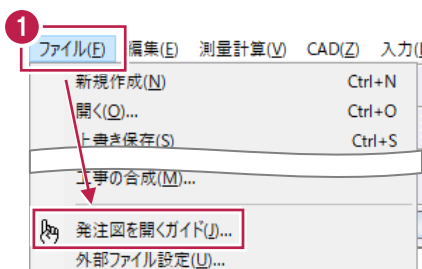 1
ファイル(F) 編集(E) 測量計算(V) CAD(Z) 入力(
新規作成(N) Ctrl+N
開く(O)... Ctrl+O
上書き保存(S) Ctrl+S
工事の合成(M)...
発注図を開くガイド(J)...
外部ファイル設定(U)...